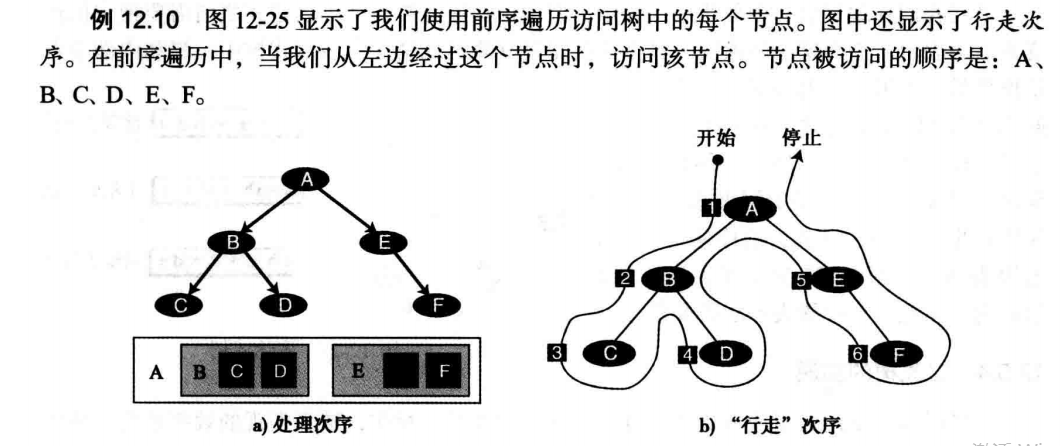 例 12.10 图 12-25 显示了我们使用前序遍历访问树中的每个节点。图中还显示了行走次
序。在前序遍历中，当我们从左边经过这个节点时，访问该节点。节点被访问的顺序是：A、
B、C、D、E、F。
开始 停止
A
B E
C D F
A B C D E F
a) 处理次序
1 A
2 B 5 E
3 C 4 D 6 F
b) “行走”次序